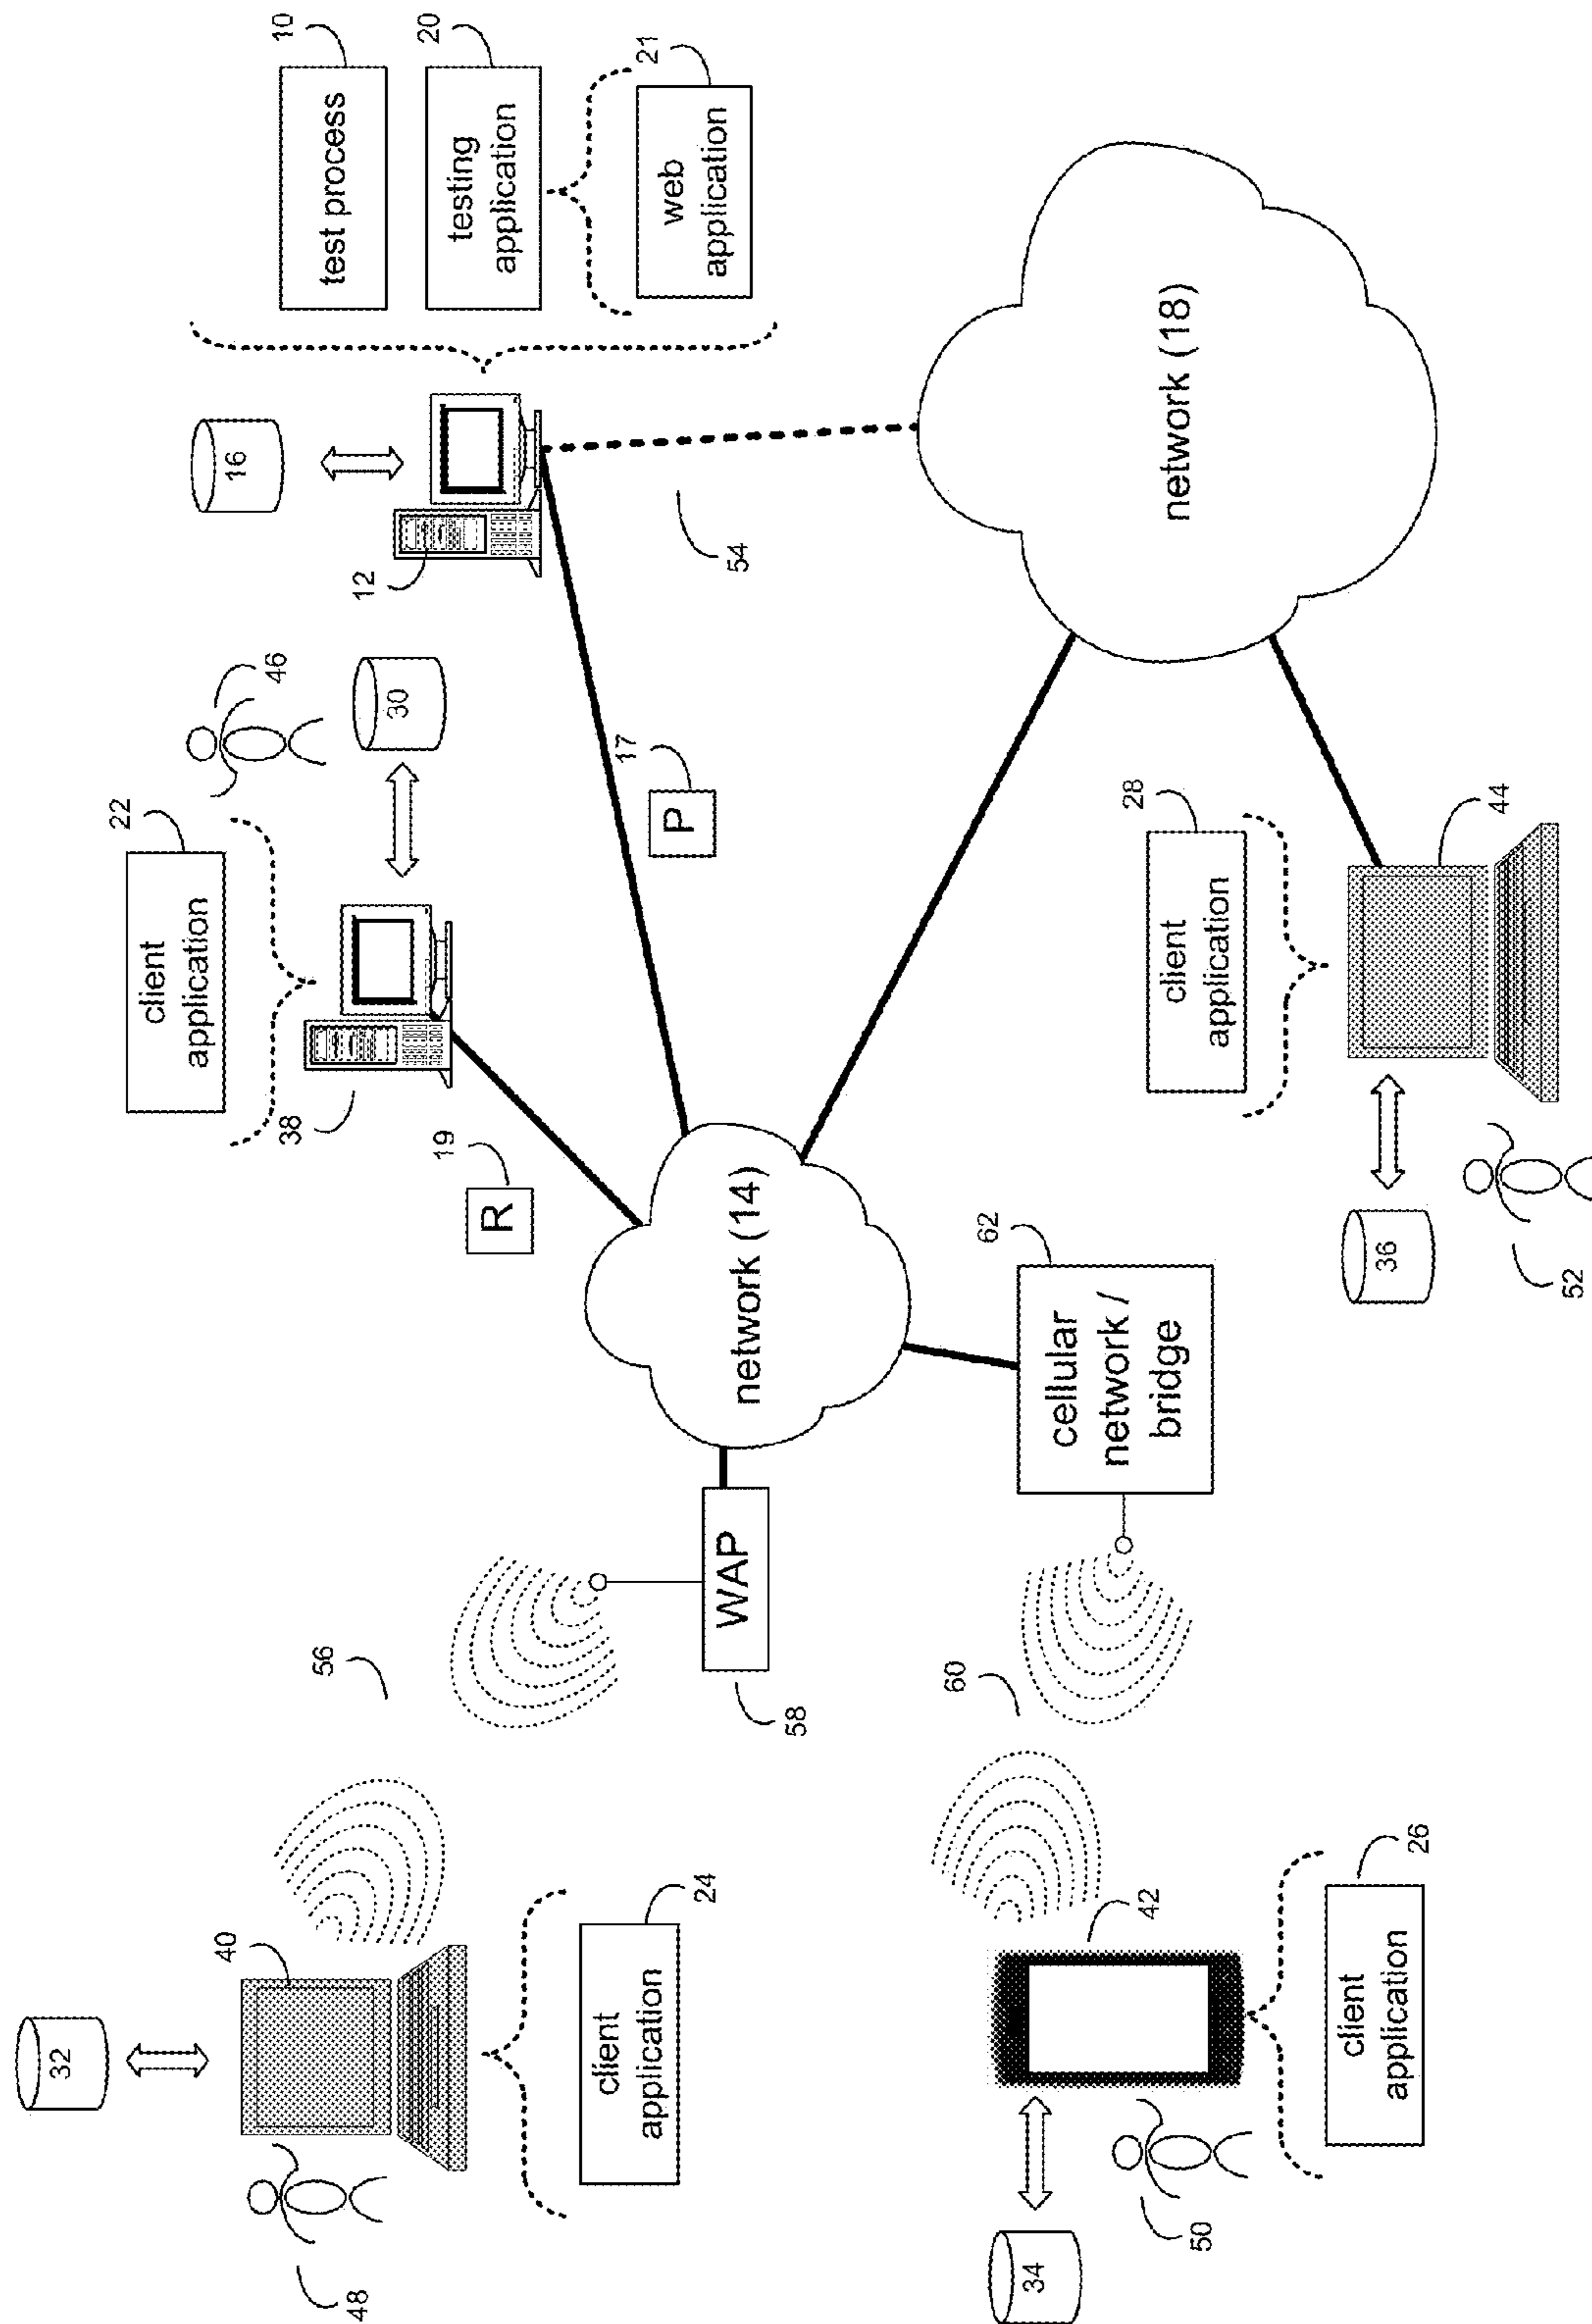 32
40
48
56
client
application
24
22
client
application
38
46
30
16
12
10
test process
20
testing
application
21
web
application
19
R
17
P
54
58
WAP
network (14)
34
50
42
60
62
cellular
network /
bridge
26
client
application
network (18)
28
client
application
36
44
52